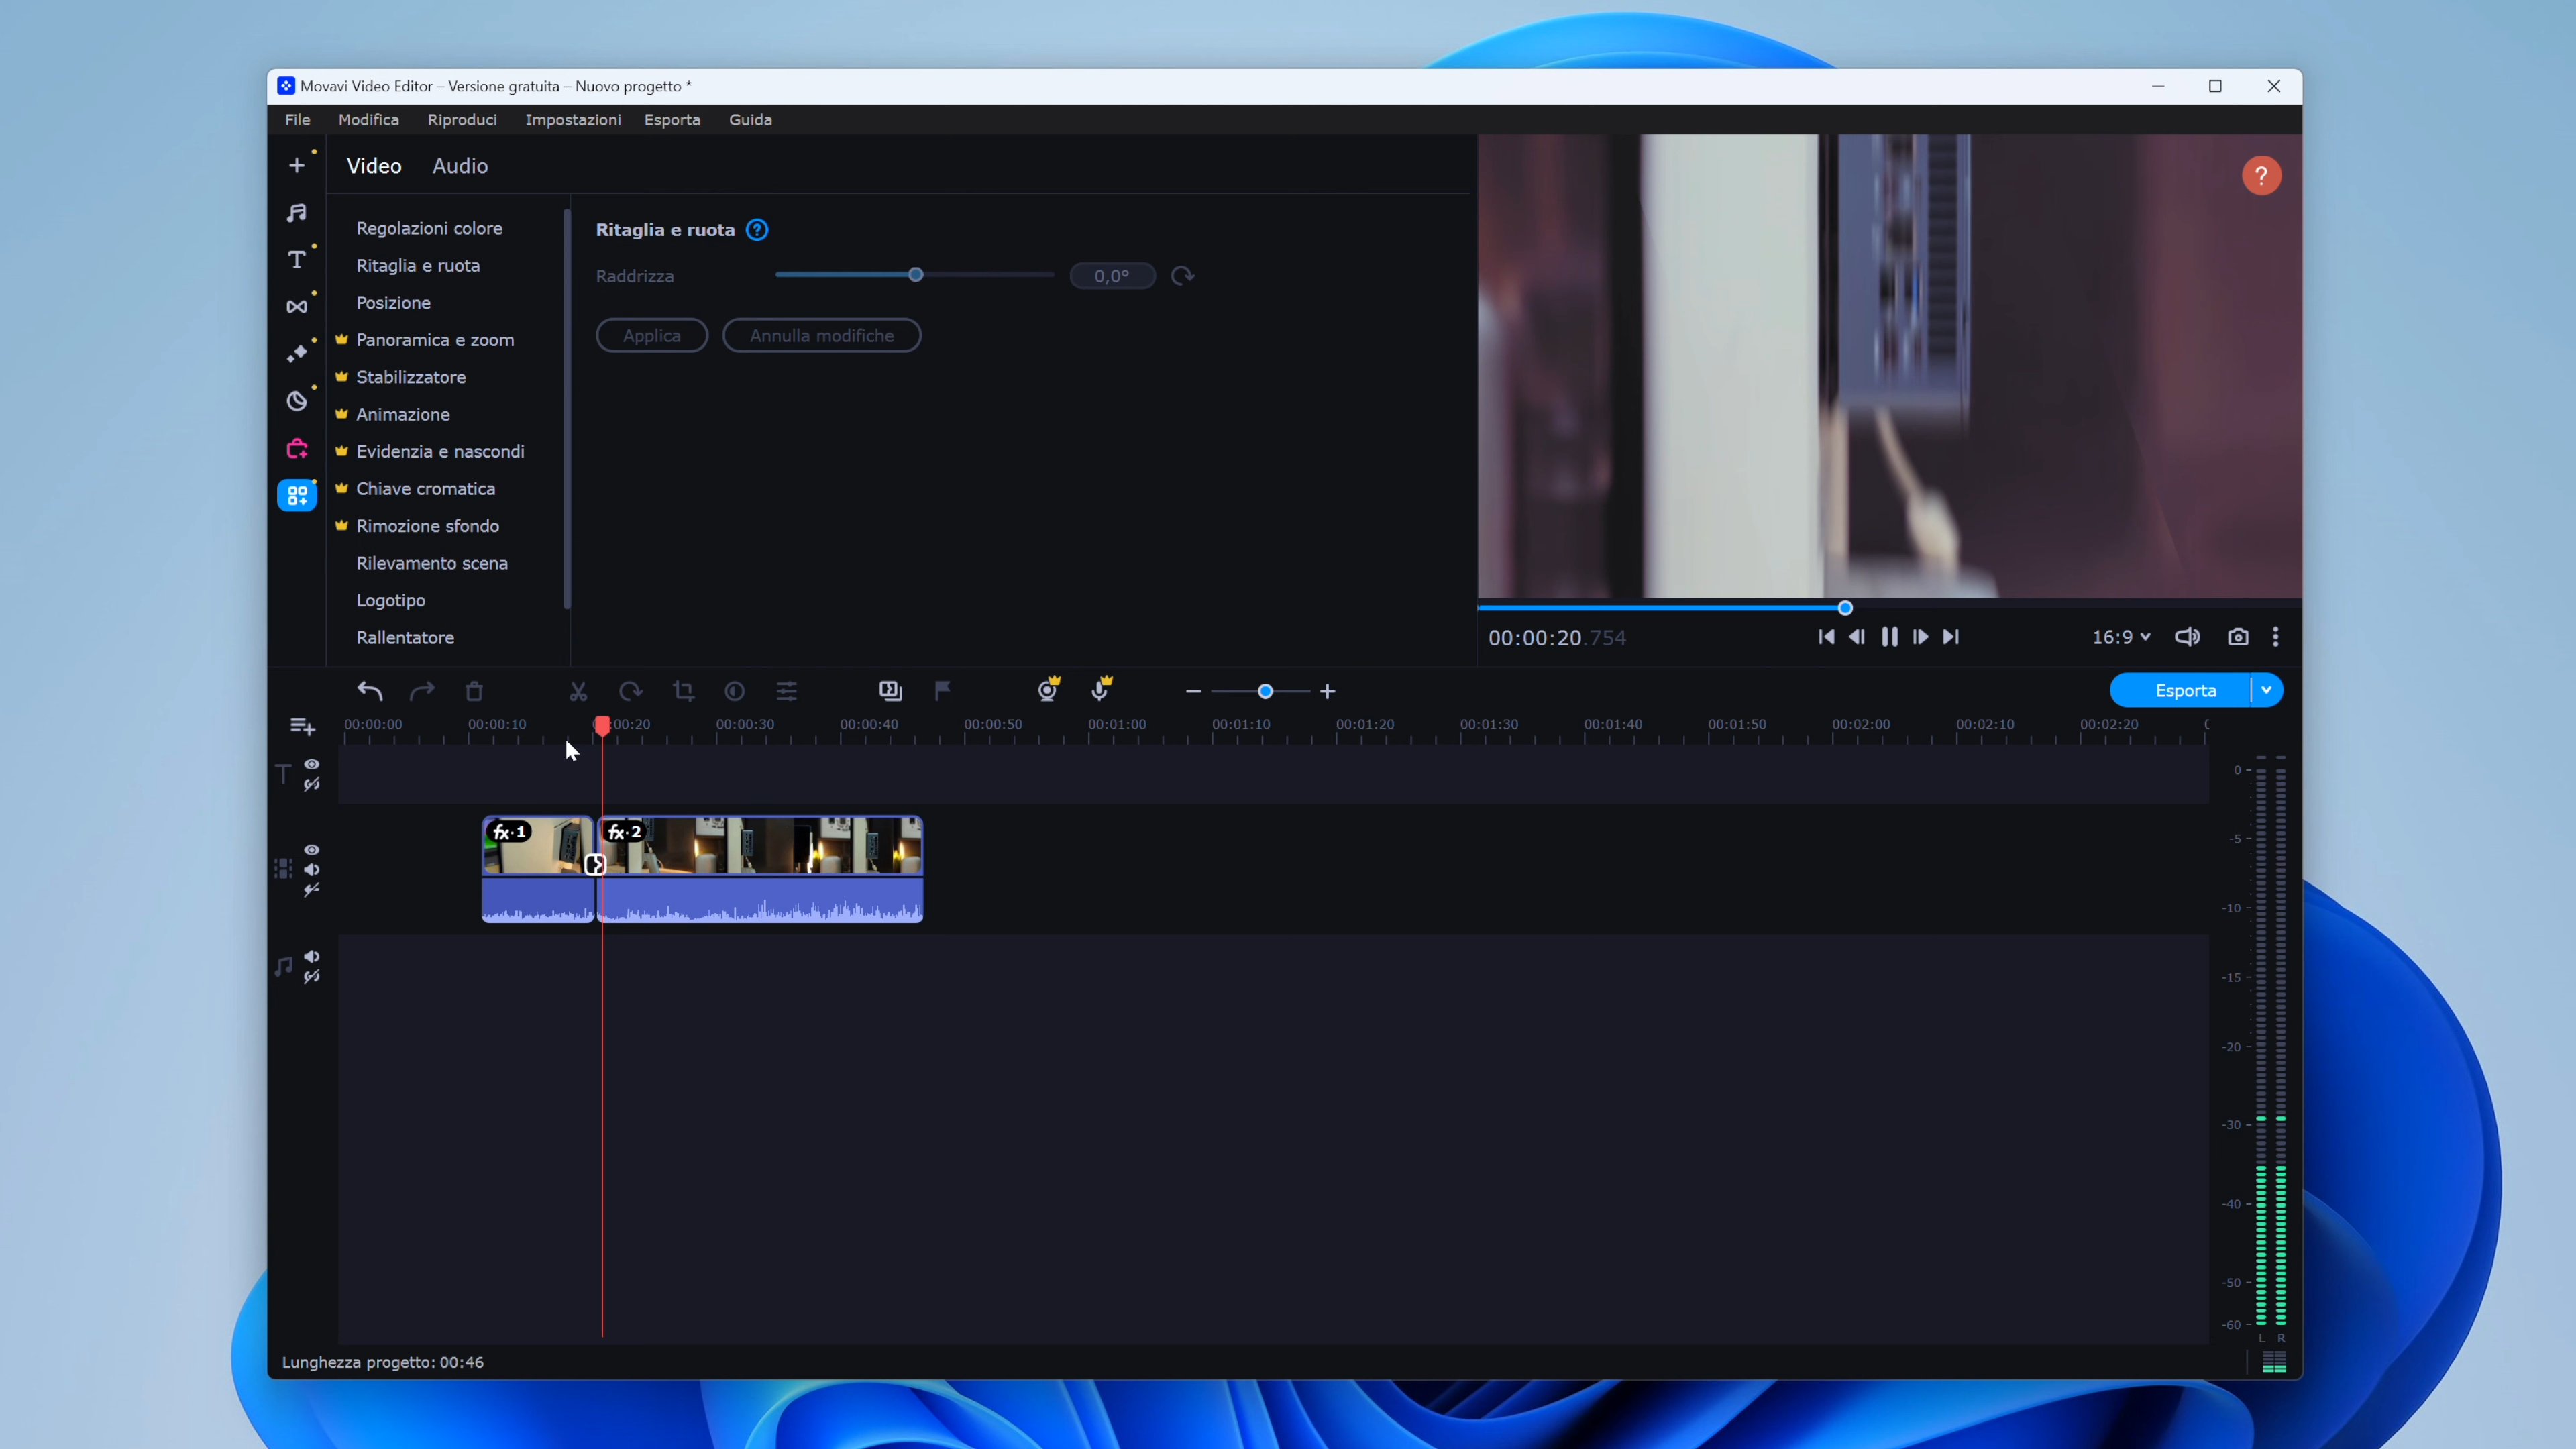 Movavi Video Editor – Versione gratuita – Nuovo progetto *
File Modifica Riproduci Impostazioni Esporta Guida
Video Audio
?
Regolazioni colore
Ritaglia e ruota
Posizione
Panoramica e zoom
Stabilizzatore
Animazione
Evidenzia e nascondi
Chiave cromatica
Rimozione sfondo
Rilevamento scena
Logotipo
Rallentatore
Ritaglia e ruota ?
Raddrizza 0,0°
Applica Annulla modifiche
00:00:20.754
16:9
Esporta
00:00:00 00:00:10 00:20 00:00:30 00:00:40 00:00:50 00:01:00 00:01:10 00:01:20 00:01:30 00:01:40 00:01:50 00:02:00 00:02:10 00:02:20
fx·1 fx·2
0
-5
-10
-15
-20
-30
-40
-50
-60
L R
Lunghezza progetto: 00:46